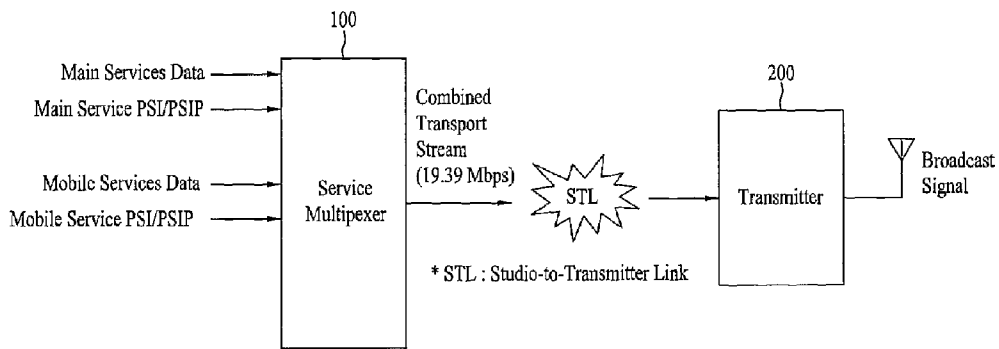 100
Main Services Data
Main Service PSI/PSIP
Mobile Services Data
Mobile Service PSI/PSIP
Service
Multipexer
Combined
Transport
Stream
(19.39 Mbps)
STL
* STL : Studio-to-Transmitter Link
200
Transmitter
Broadcast
Signal